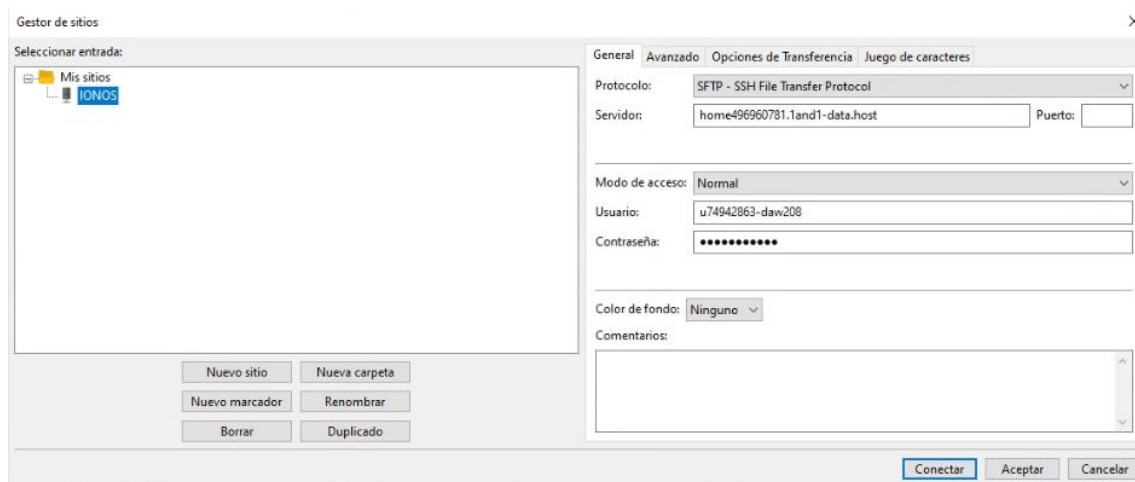 Gestor de sitios
Seleccionar entrada:
Mis sitios
IONOS
Nuevo sitio Nueva carpeta
Nuevo marcador Renombrar
Borrar Duplicado
General Avanzado Opciones de Transferencia Juego de caracteres
Protocolo: SFTP - SSH File Transfer Protocol
Servidor: home496960781.1and1-data.host Puerto:
Modo de acceso: Normal
Usuario: u74942863-daw208
Contraseña: •••••••••••
Color de fondo: Ninguno
Comentarios:
Conectar Aceptar Cancelar